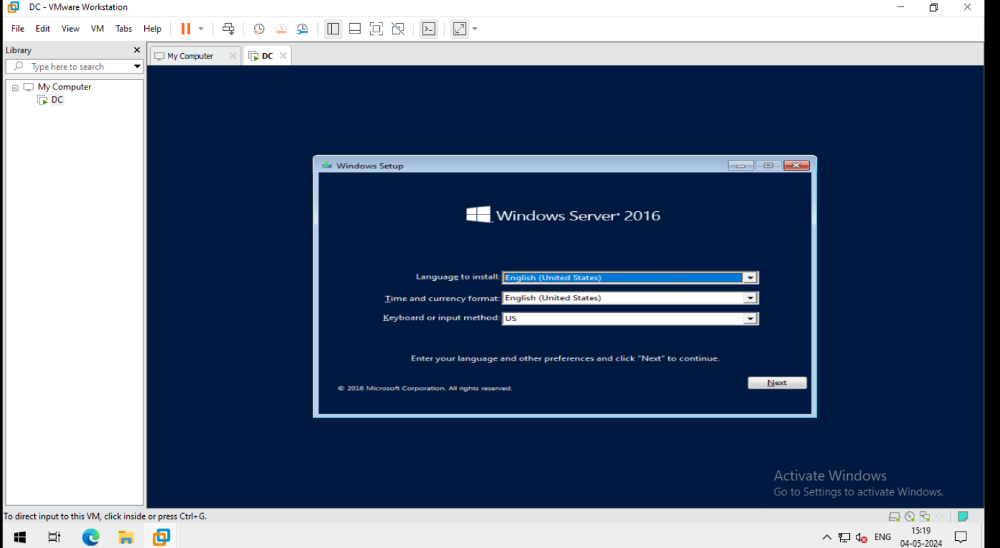 DC - VMware Workstation
File Edit View VM Tabs Help
Library
Type here to search
My Computer
DC
My Computer
DC
Windows Setup
Windows Server 2016
Language to install: English (United States)
Time and currency format: English (United States)
Keyboard or input method: US
Enter your language and other preferences and click "Next" to continue.
© 2016 Microsoft Corporation. All rights reserved.
Next
Activate Windows
Go to Settings to activate Windows.
To direct input to this VM, click inside or press Ctrl+G.
ENG
15:19
04-05-2024